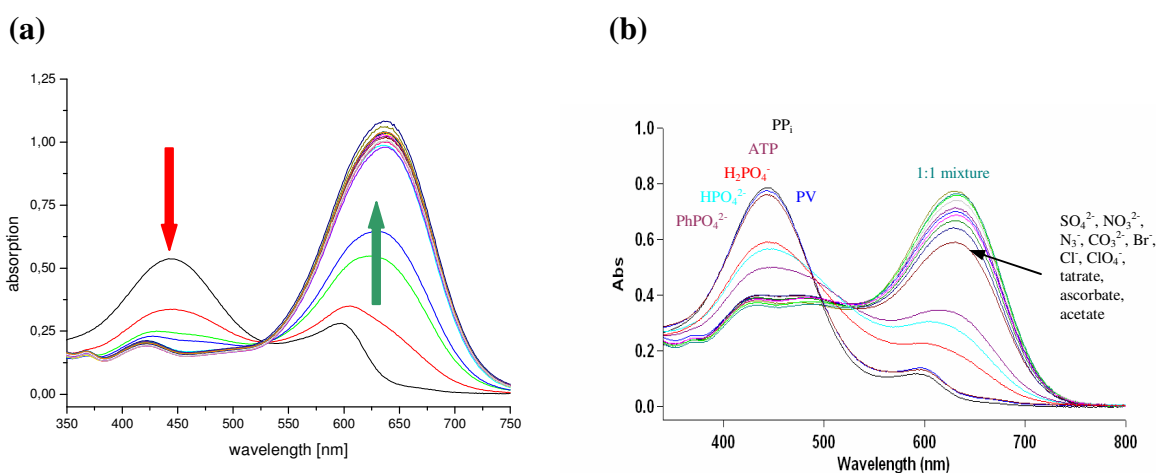 (a)
(b)
1,25
1,00
0,75
0,50
0,25
0,00
absorption
350 400 450 500 550 600 650 700 750
wavelength [nm]
1.0
0.8
0.6
0.4
0.2
0.0
Abs
PPi
ATP
H2PO4-
HPO42- PV
PhPO42-
1:1 mixture
SO42-, NO3-,
N3-, CO32-, Br-,
Cl-, ClO4-,
tatrate,
ascorbate,
acetate
400 500 600 700 800
Wavelength (nm)